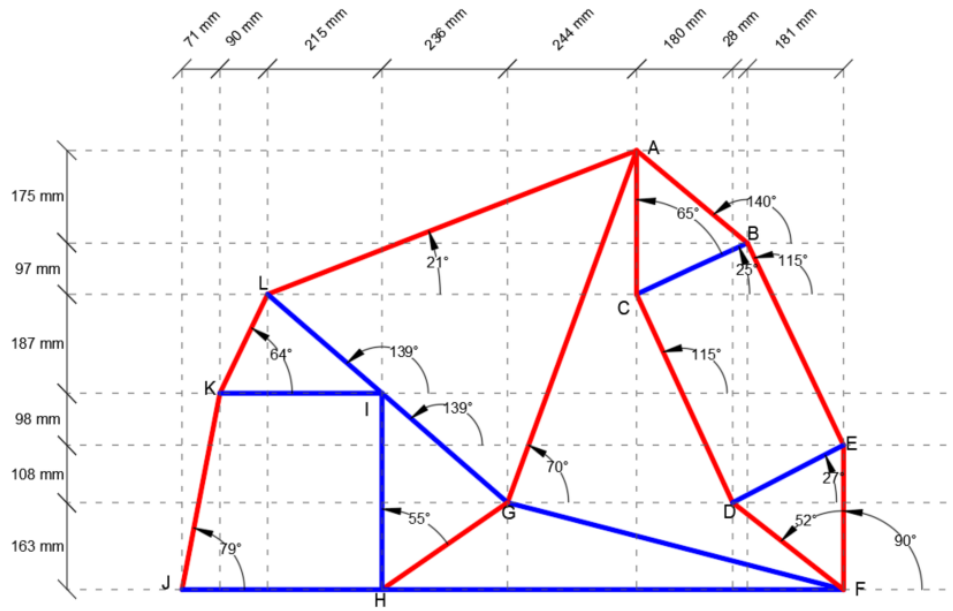 71 mm
90 mm
215 mm
236 mm
244 mm
180 mm
28 mm
181 mm
A
175 mm
140°
65°
B
97 mm
21°
25°
115°
L
C
187 mm
64°
139°
115°
K
I
98 mm
139°
E
108 mm
70°
27°
G
D
55°
52°
163 mm
79°
90°
J
H
F